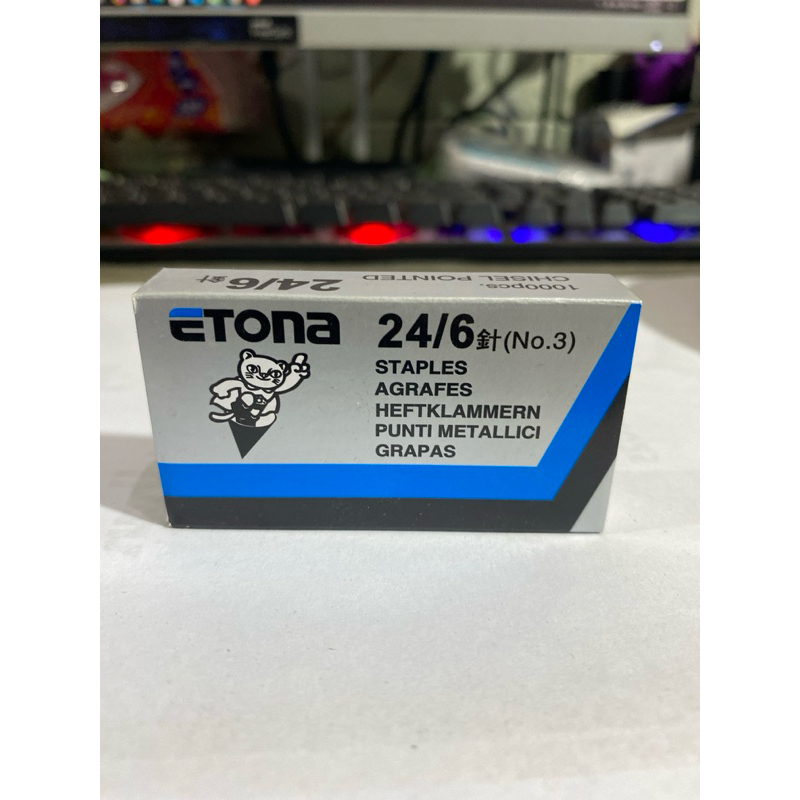 1000pcs.
CHISEL POINTED
24/6針
ETONA
24/6針(No.3)
STAPLES
AGRAFES
HEFTKLAMMERN
PUNTI METALLICI
GRAPAS